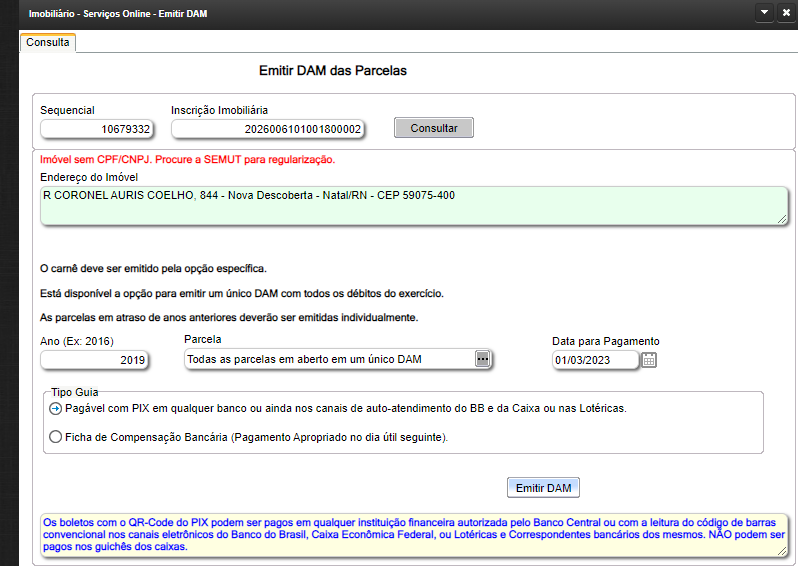 Imobiliário - Serviços Online - Emitir DAM
Consulta
Emitir DAM das Parcelas
Sequencial Inscrição Imobiliária
10679332 2026006101001800002 Consultar
Imóvel sem CPF/CNPJ. Procure a SEMUT para regularização.
Endereço do Imóvel
R CORONEL AURIS COELHO, 844 - Nova Descoberta - Natal/RN - CEP 59075-400
O carnê deve ser emitido pela opção específica.
Está disponível a opção para emitir um único DAM com todos os débitos do exercício.
As parcelas em atraso de anos anteriores deverão ser emitidas individualmente.
Ano (Ex: 2016) Parcela Data para Pagamento
2019 Todas as parcelas em aberto em um único DAM 01/03/2023
Tipo Guia
Pagável com PIX em qualquer banco ou ainda nos canais de auto-atendimento do BB e da Caixa ou nas Lotéricas.
Ficha de Compensação Bancária (Pagamento Apropriado no dia útil seguinte).
Emitir DAM
Os boletos com o QR-Code do PIX podem ser pagos em qualquer instituição financeira autorizada pelo Banco Central ou com a leitura do código de barras
convencional nos canais eletrônicos do Banco do Brasil, Caixa Econômica Federal, ou Lotéricas e Correspondentes bancários dos mesmos. NÃO podem ser
pagos nos guichês dos caixas.